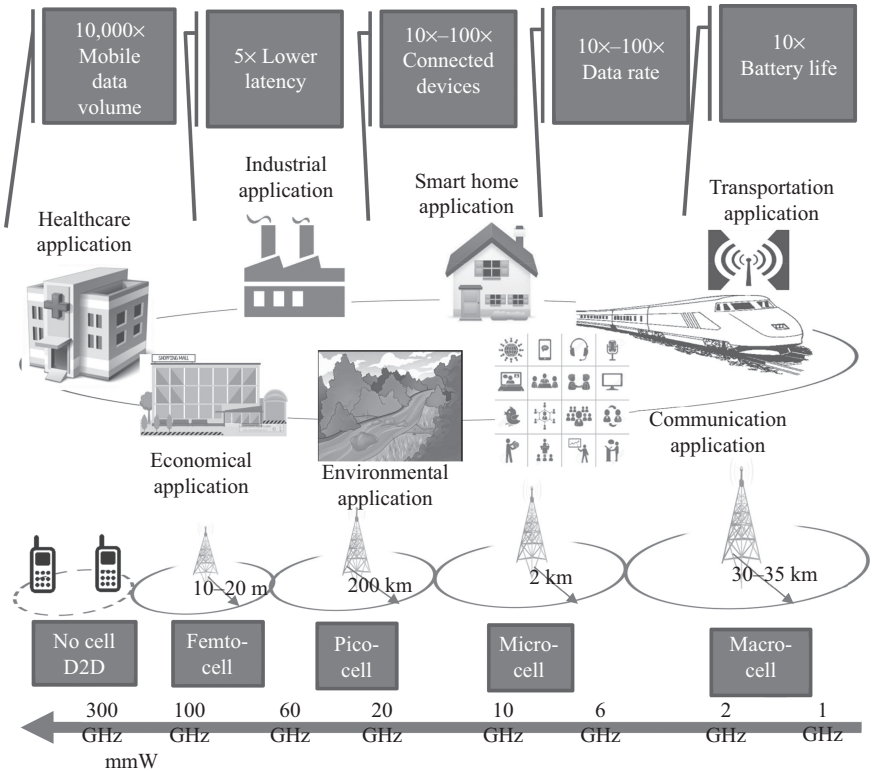 10,000×
Mobile
data
volume
5× Lower
latency
10×–100×
Connected
devices
10×–100×
Data rate
10×
Battery life
Industrial
application
Smart home
application
Transportation
application
Healthcare
application
SHOPPING MALL
Communication
application
Economical
application
Environmental
application
10–20 m
200 km
2 km
30–35 km
No cell
D2D
Femto-
cell
Pico-
cell
Micro-
cell
Macro-
cell
300
GHz
100
GHz
60
GHz
20
GHz
10
GHz
6
GHz
2
GHz
1
GHz
mmW